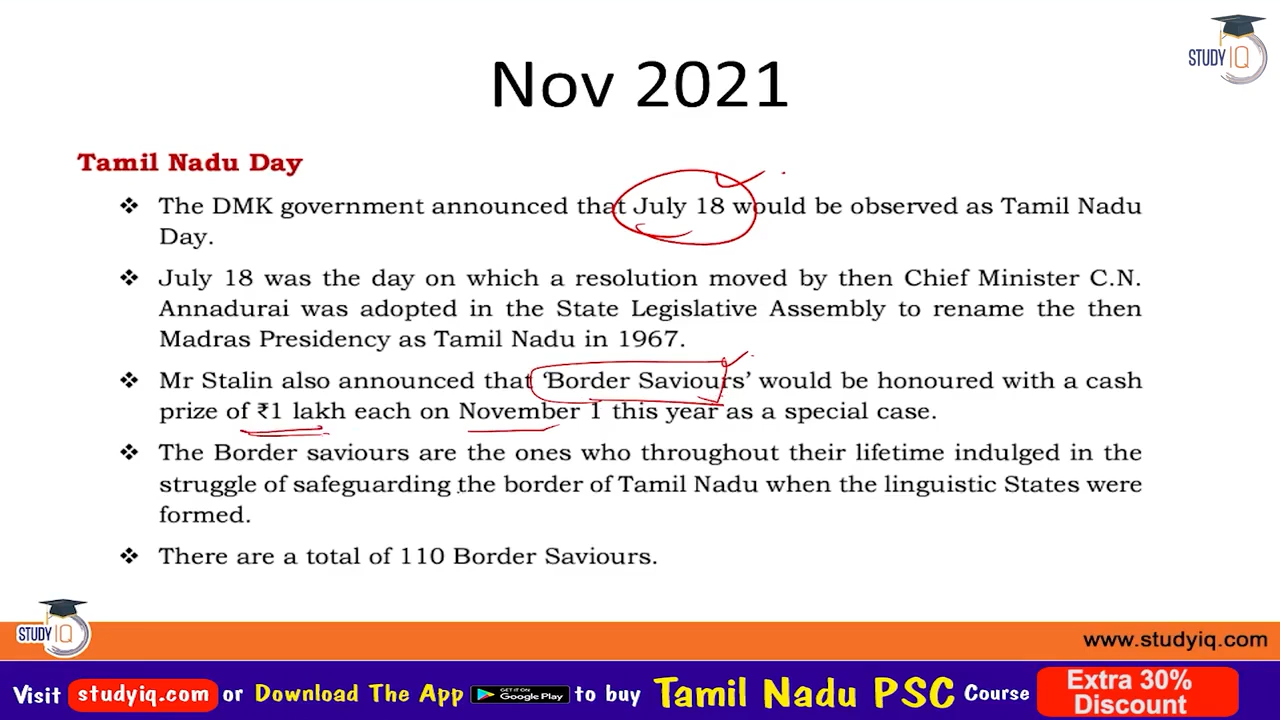 STUDY IQ
Nov 2021
Tamil Nadu Day
❖ The DMK government announced that July 18 would be observed as Tamil Nadu
Day.
❖ July 18 was the day on which a resolution moved by then Chief Minister C.N.
Annadurai was adopted in the State Legislative Assembly to rename the then
Madras Presidency as Tamil Nadu in 1967.
❖ Mr Stalin also announced that ‘Border Saviours’ would be honoured with a cash
prize of ₹1 lakh each on November 1 this year as a special case.
❖ The Border saviours are the ones who throughout their lifetime indulged in the
struggle of safeguarding the border of Tamil Nadu when the linguistic States were
formed.
❖ There are a total of 110 Border Saviours.
STUDY IQ
www.studyiq.com
Visit studyiq.com or Download The App GET IT ON Google Play to buy Tamil Nadu PSC Course Extra 30%
Discount